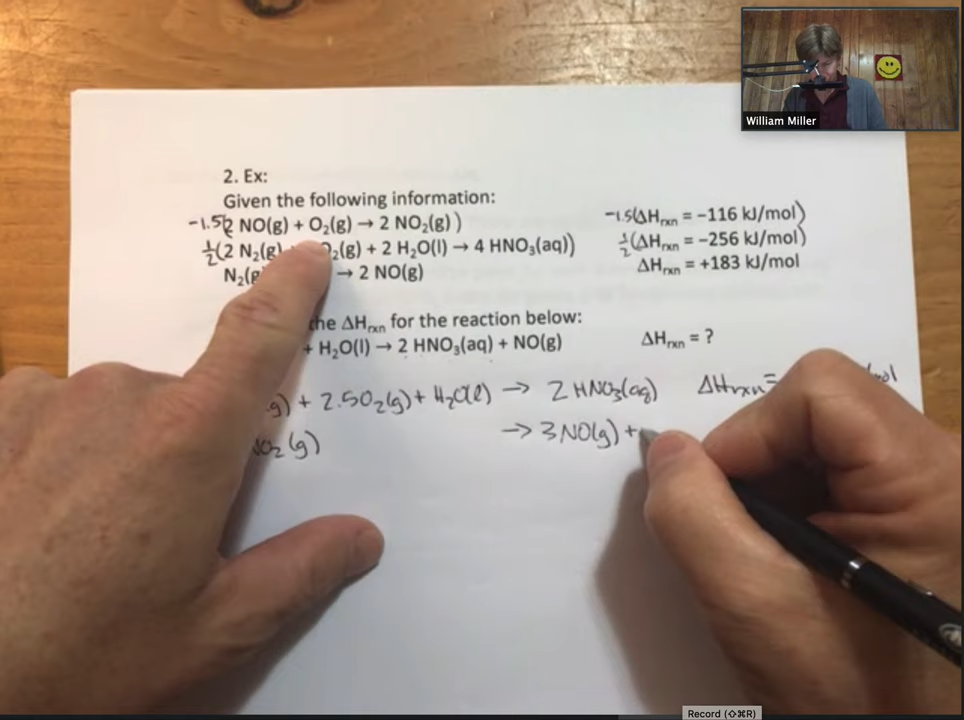 William Miller
2. Ex:
Given the following information:
-1.5(2 NO(g) + O₂(g) → 2 NO₂(g) ) -1.5(ΔHrxn = -116 kJ/mol)
½(2 N₂(g) O₂(g) + 2 H₂O(l) → 4 HNO₃(aq)) ½(ΔHrxn = -256 kJ/mol)
N₂(g → 2 NO(g) ΔHrxn = +183 kJ/mol
the ΔHrxn for the reaction below:
+ H₂O(l) → 2 HNO₃(aq) + NO(g) ΔHrxn = ?
g) + 2.5O₂(g) + H₂O(l) → 2 HNO₃(aq) ΔHrxn =
NO₂(g) → 3NO(g) +
Record (⇧⌘R)